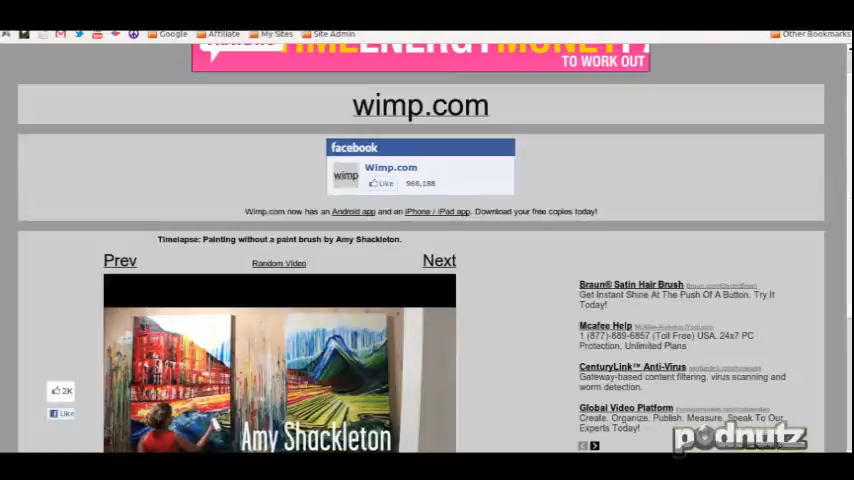 Google Affiliate My Sites Site Admin Other Bookmarks
TO WORK OUT
wimp.com
facebook
wimp
Wimp.com
Like 968,188
Wimp.com now has an Android app and an iPhone / iPad app. Download your free copies today!
Timelapse: Painting without a paint brush by Amy Shackleton.
Prev Random Video Next
Braun® Satin Hair Brush
Get Instant Shine At The Push Of A Button. Try It
Today!
Mcafee Help
1 (877)-689-6857 (Toll Free) USA. 24x7 PC
Protection, Unlimited Plans
CenturyLink™ Anti-Virus
Gateway-based content filtering, virus scanning and
worm detection.
Global Video Platform
Create. Organize. Publish. Measure. Speak To Our
Experts Today!
2K
Like
Amy Shackleton
podnutz